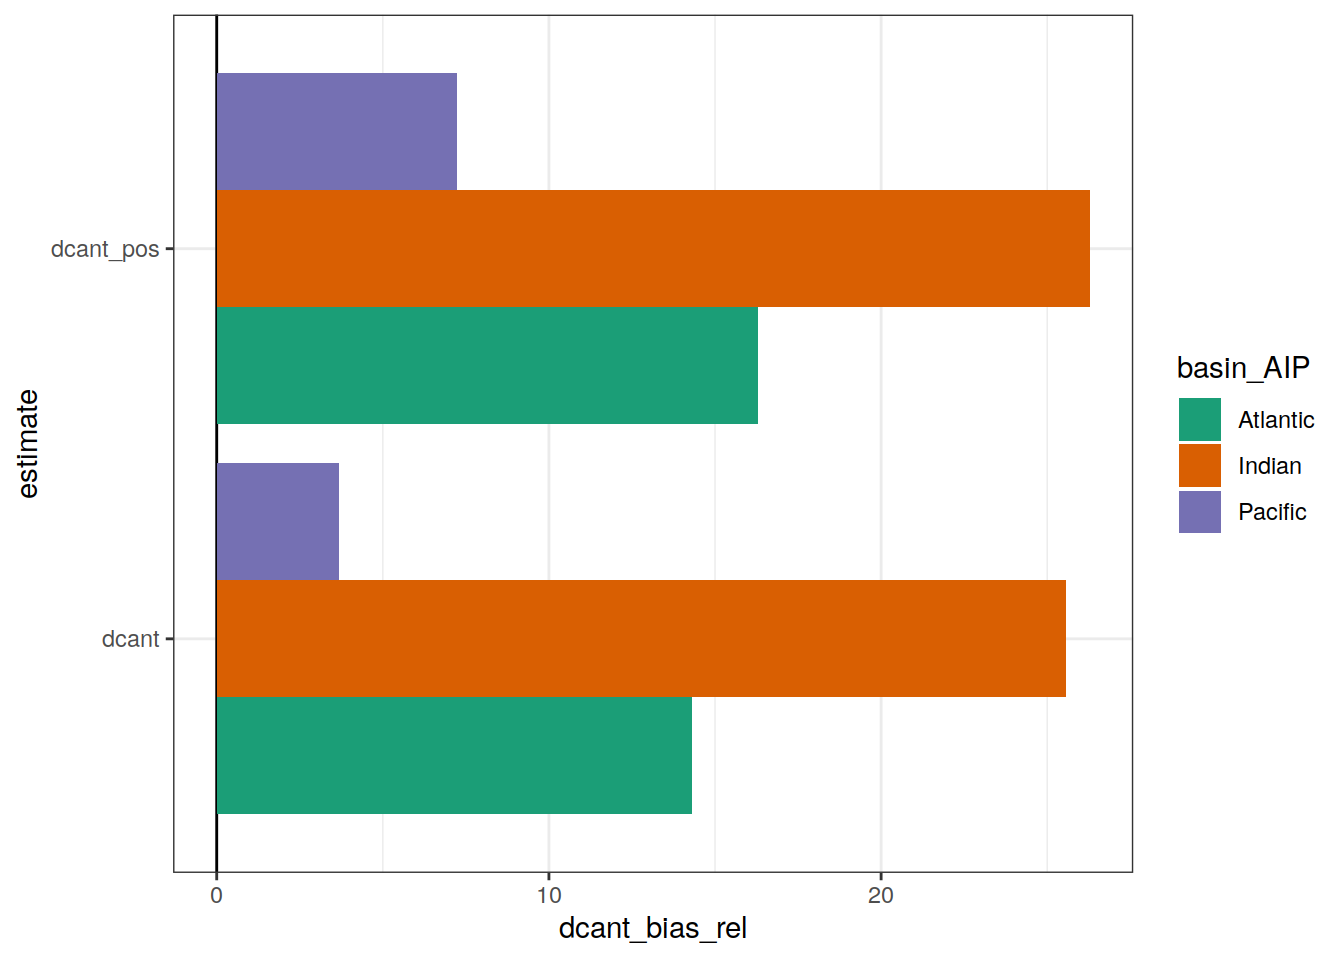 dcant_pos
dcant
estimate
0 10 20
dcant_bias_rel
basin_AIP
Atlantic
Indian
Pacific